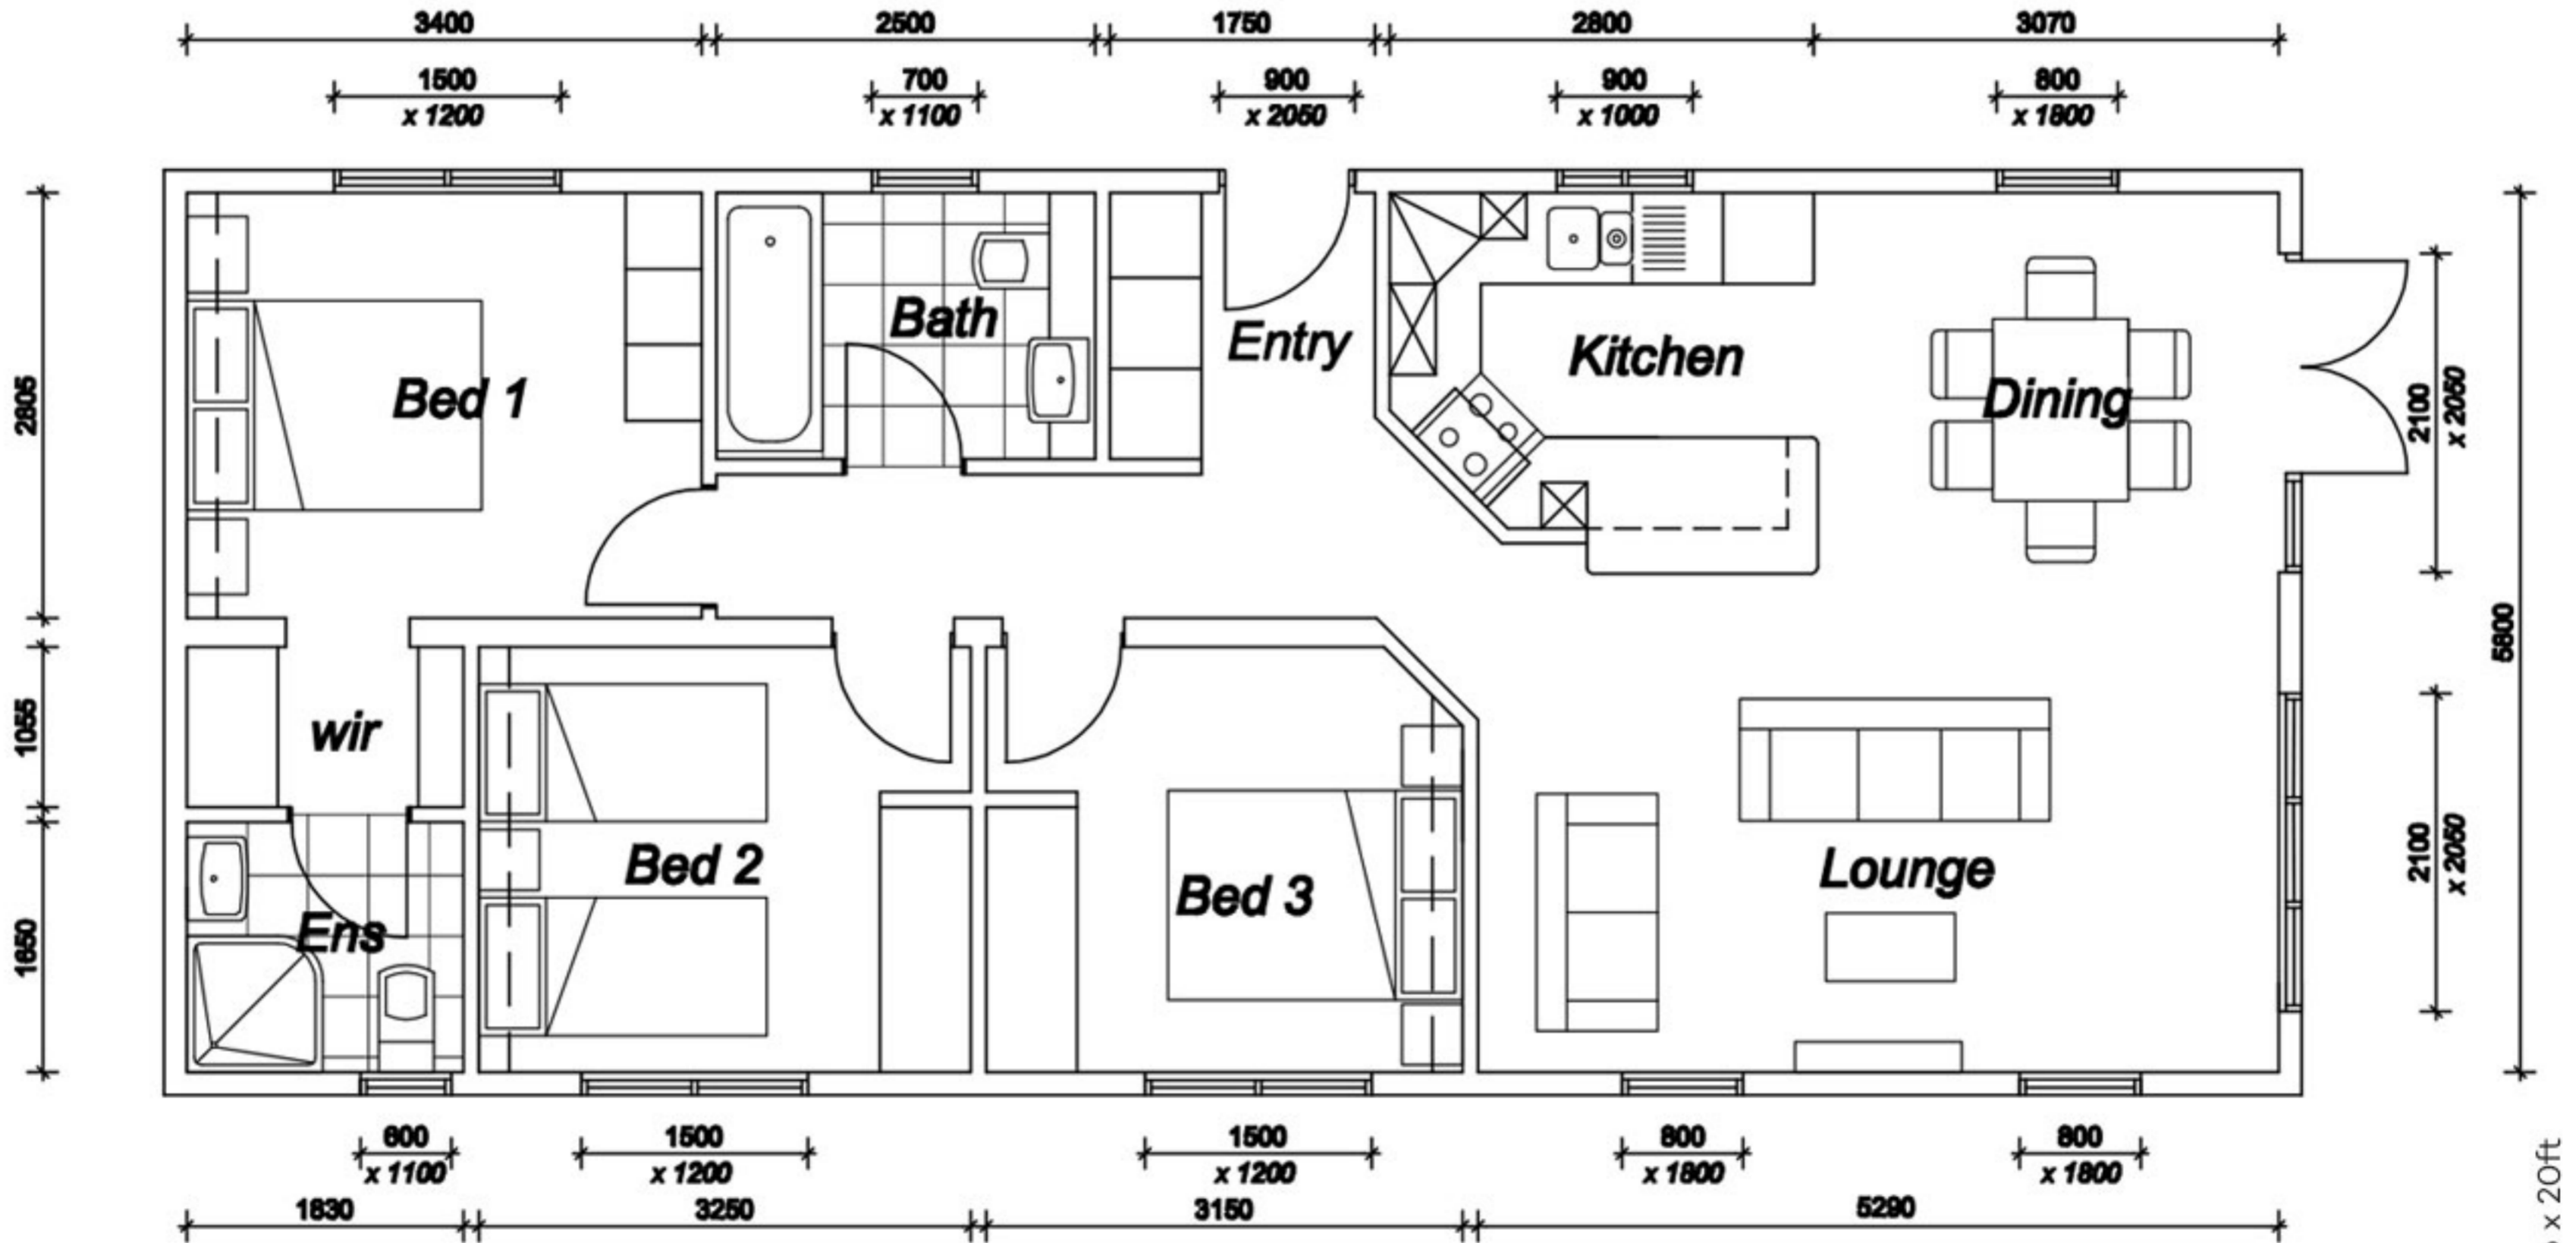 3400 2500 1750 2800 3070
1500 700 900 900 800
x 1200 x 1100 x 2050 x 1000 x 1800
2805
1055
1650
Bed 1
Bath
Entry
Kitchen
Dining
wir
Ens
Bed 2
Bed 3
Lounge
2100
x 2050
2100
x 2050
5800
600 1500 1500 800 800
x 1100 x 1200 x 1200 x 1800 x 1800
1830 3250 3150 5290
x 20ft